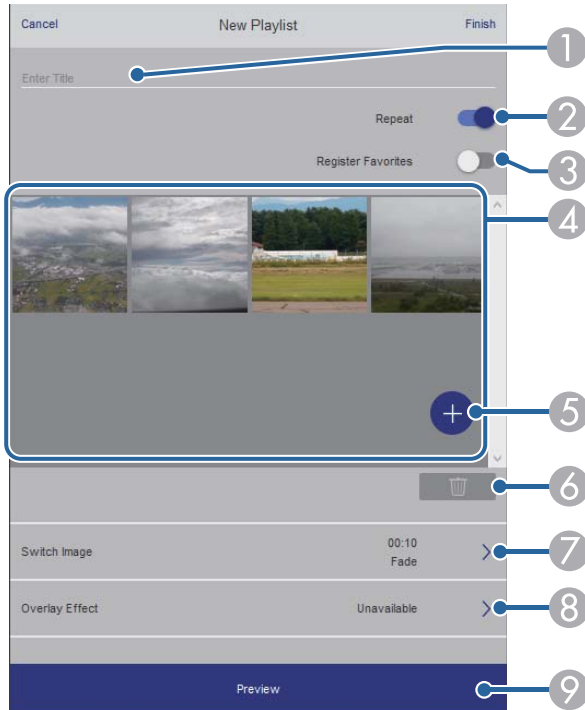 Cancel New Playlist Finish
1
Enter Title
Repeat
2
Register Favorites
3
4
5
6
Switch Image
00:10
Fade
7
Overlay Effect Unavailable
8
Preview
9